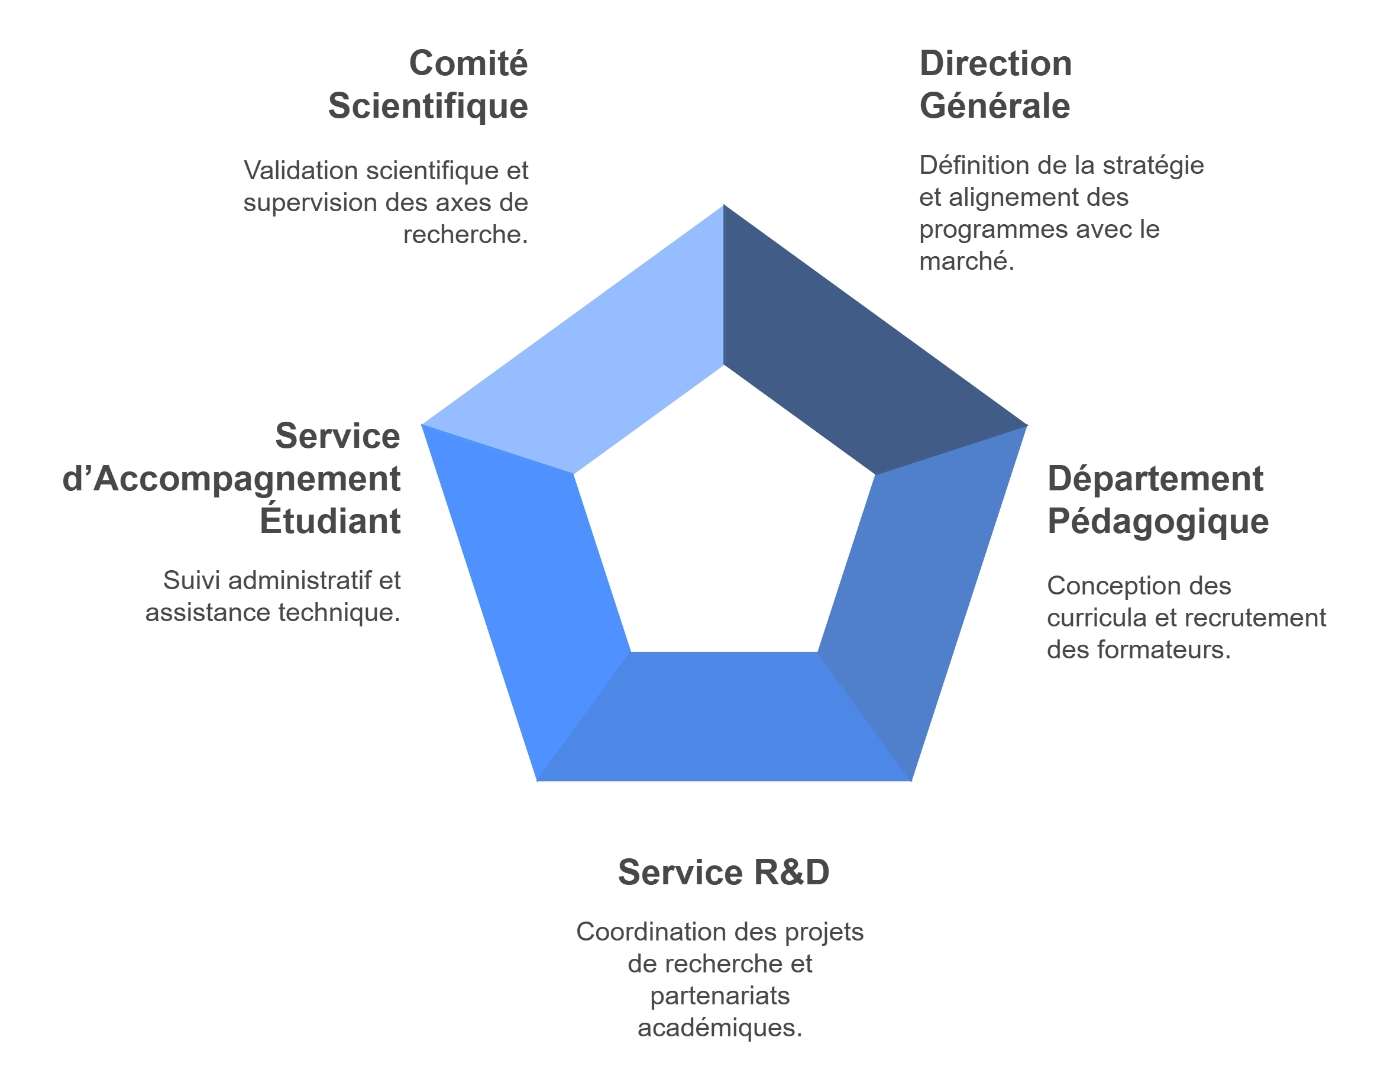 Comité
Scientifique
Validation scientifique et
supervision des axes de
recherche.
Direction
Générale
Définition de la stratégie
et alignement des
programmes avec le
marché.
Service
d’Accompagnement
Étudiant
Suivi administratif et
assistance technique.
Département
Pédagogique
Conception des
curricula et recrutement
des formateurs.
Service R&D
Coordination des projets
de recherche et
partenariats
académiques.